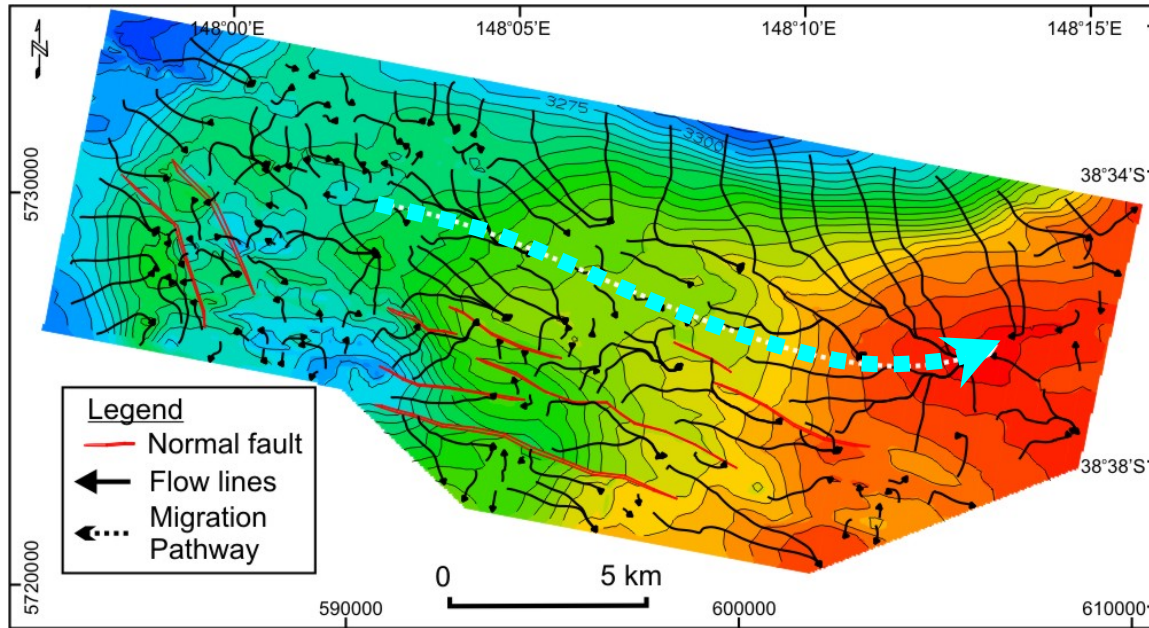 148°00'E 148°05'E 148°10'E 148°15'E
N
3275
3300
38°34'S
5730000
38°38'S
Legend
Normal fault
Flow lines
Migration
Pathway
0 5 km
5720000
590000 600000 610000